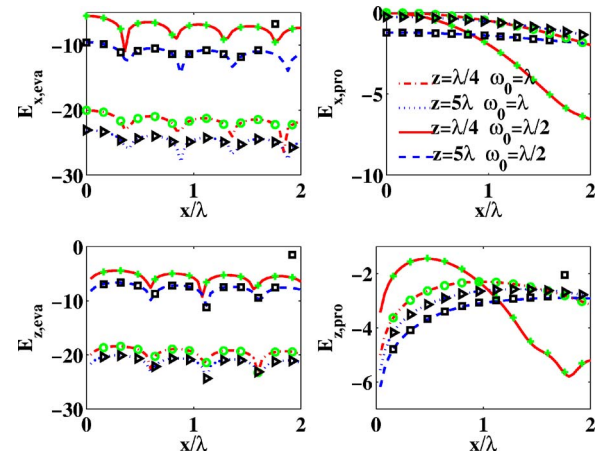 E_x,eva
−10
−20
−30
0 1 2
x/λ
E_x,pro
0
−5
−10
z=λ/4 ω_0=λ
z=5λ ω_0=λ
z=λ/4 ω_0=λ/2
z=5λ ω_0=λ/2
0 1 2
x/λ
E_z,eva
0
−10
−20
−30
0 1 2
x/λ
E_z,pro
−2
−4
−6
0 1 2
x/λ